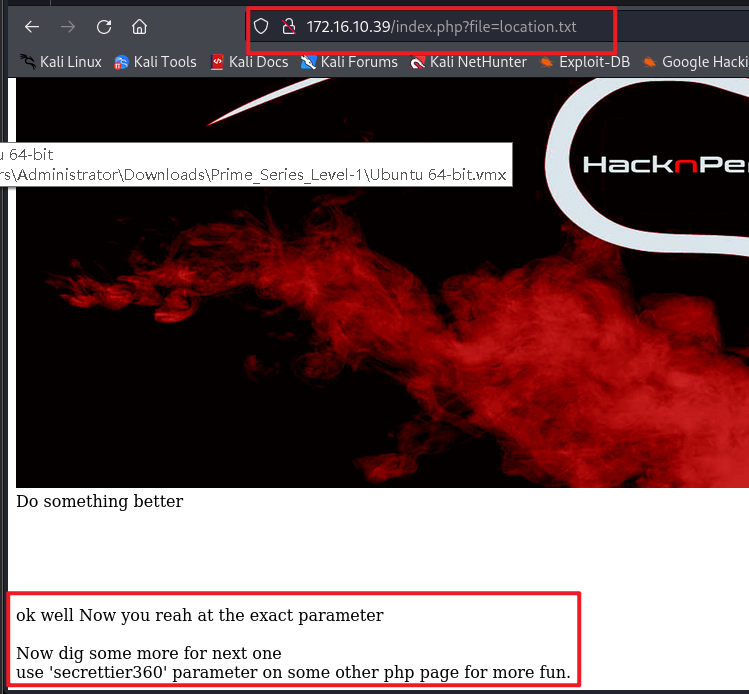 172.16.10.39/index.php?file=location.txt
Kali Linux Kali Tools Kali Docs Kali Forums Kali NetHunter Exploit-DB Google Hacki
HacknPe
u 64-bit
rs\Administrator\Downloads\Prime_Series_Level-1\Ubuntu 64-bit.vmx
Do something better
ok well Now you reah at the exact parameter
Now dig some more for next one
use 'secrettier360' parameter on some other php page for more fun.